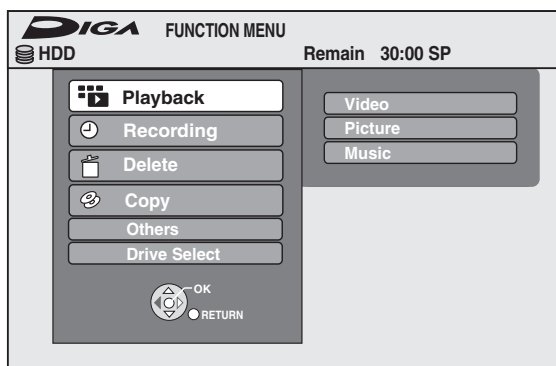 DIGA FUNCTION MENU
HDD Remain 30:00 SP
Playback
Recording
Delete
Copy
Others
Drive Select
OK
RETURN
Video
Picture
Music